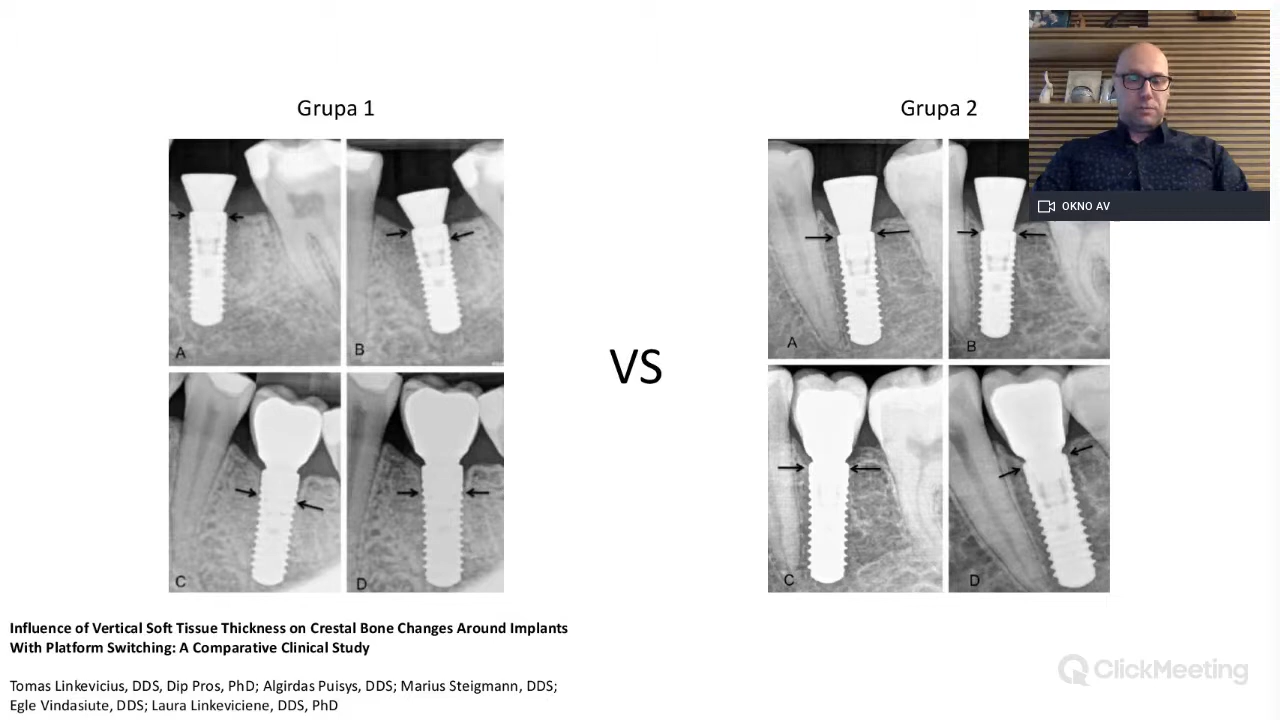 Grupa 1
Grupa 2
OKNO AV
A
B
A
B
VS
C
D
C
D
Influence of Vertical Soft Tissue Thickness on Crestal Bone Changes Around Implants
With Platform Switching: A Comparative Clinical Study
Tomas Linkevicius, DDS, Dip Pros, PhD; Algirdas Puisys, DDS; Marius Steigmann, DDS;
Egle Vindasiute, DDS; Laura Linkeviciene, DDS, PhD
ClickMeeting